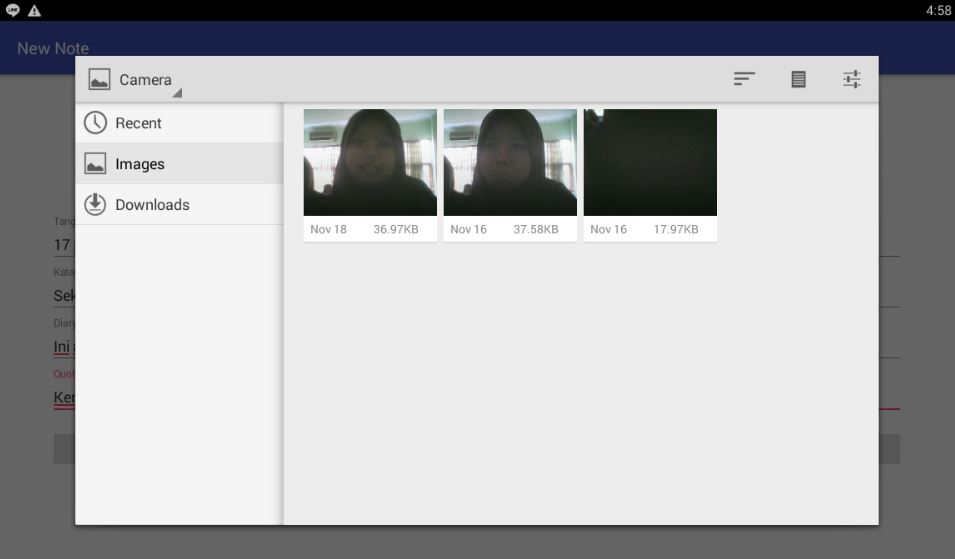 LINE
4:58
New Note
Camera
Recent
Images
Downloads
Nov 18 36.97KB
Nov 16 37.58KB
Nov 16 17.97KB
Tang
17
Kate
Sek
Diary
Ini
Quot
Ker